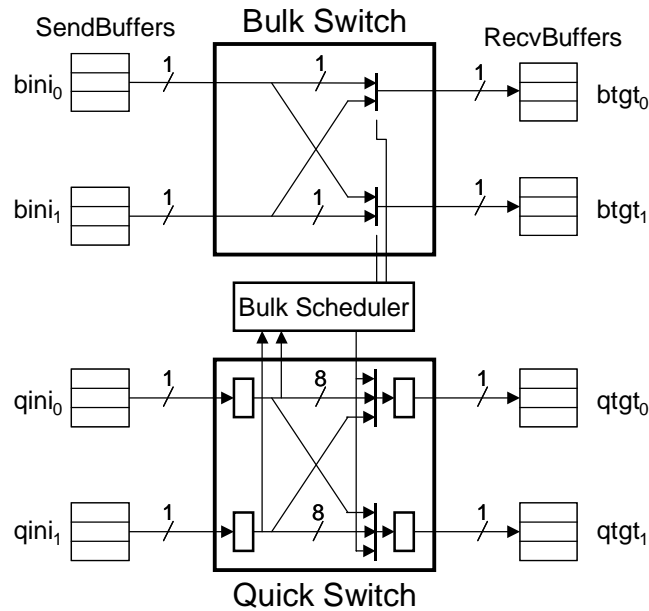 SendBuffers Bulk Switch RecvBuffers
bini₀ 1 1 1 btgt₀
bini₁ 1 1 1 btgt₁
Bulk Scheduler
qini₀ 1 8 1 qtgt₀
qini₁ 1 8 1 qtgt₁
Quick Switch